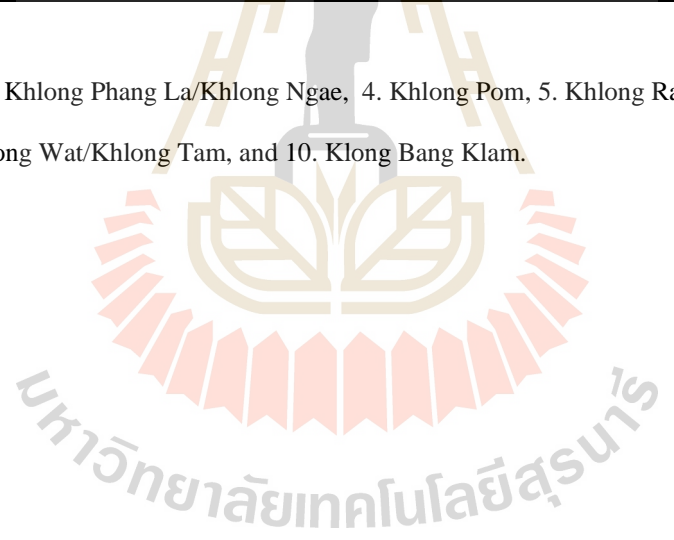 Khlong Phang La/Khlong Ngae, 4. Khlong Pom, 5. Khlong Ra
ong Wat/Khlong Tam, and 10. Klong Bang Klam.
มหาวิทยาลัยเทคโนโลยีสุรนารี